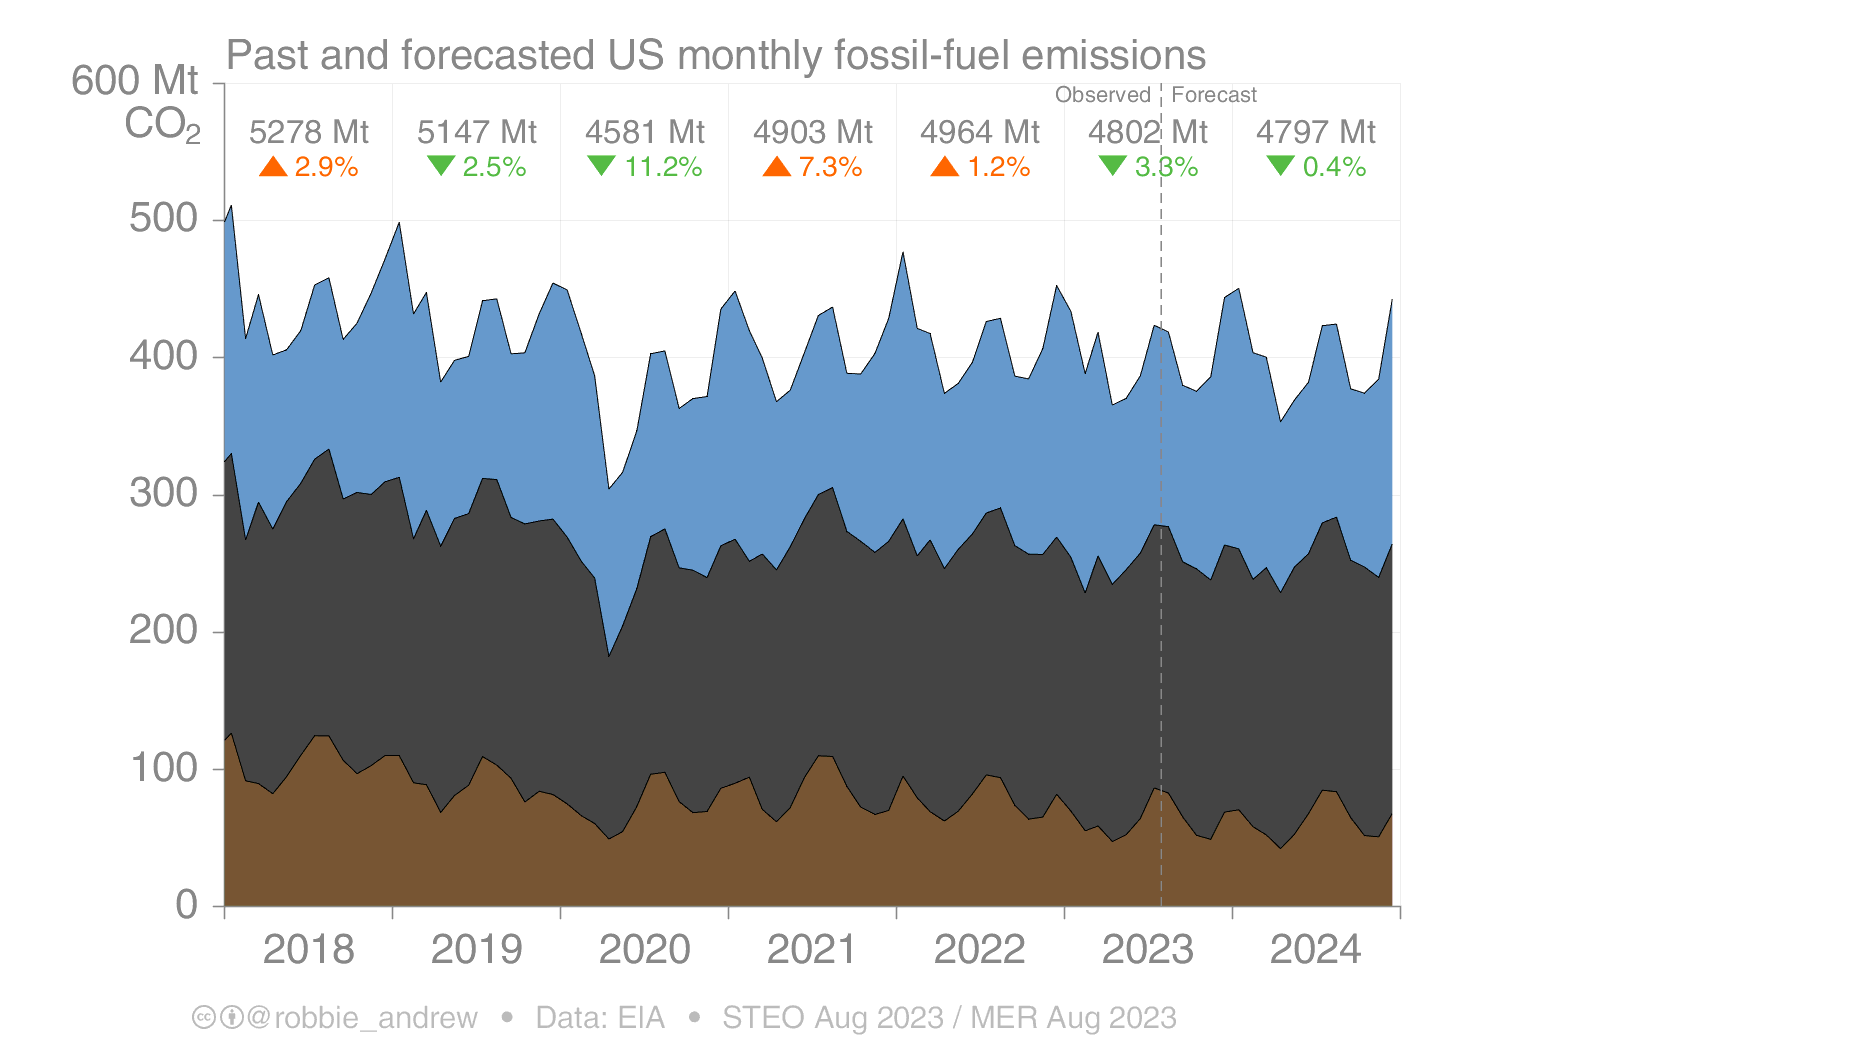 Past and forecasted US monthly fossil-fuel emissions
600 Mt
CO₂
Observed Forecast
5278 Mt 5147 Mt 4581 Mt 4903 Mt 4964 Mt 4802 Mt 4797 Mt
▲ 2.9% ▼ 2.5% ▼ 11.2% ▲ 7.3% ▲ 1.2% ▼ 3.3% ▼ 0.4%
500
400
300
200
100
0
2018 2019 2020 2021 2022 2023 2024
@robbie_andrew • Data: EIA • STEO Aug 2023 / MER Aug 2023